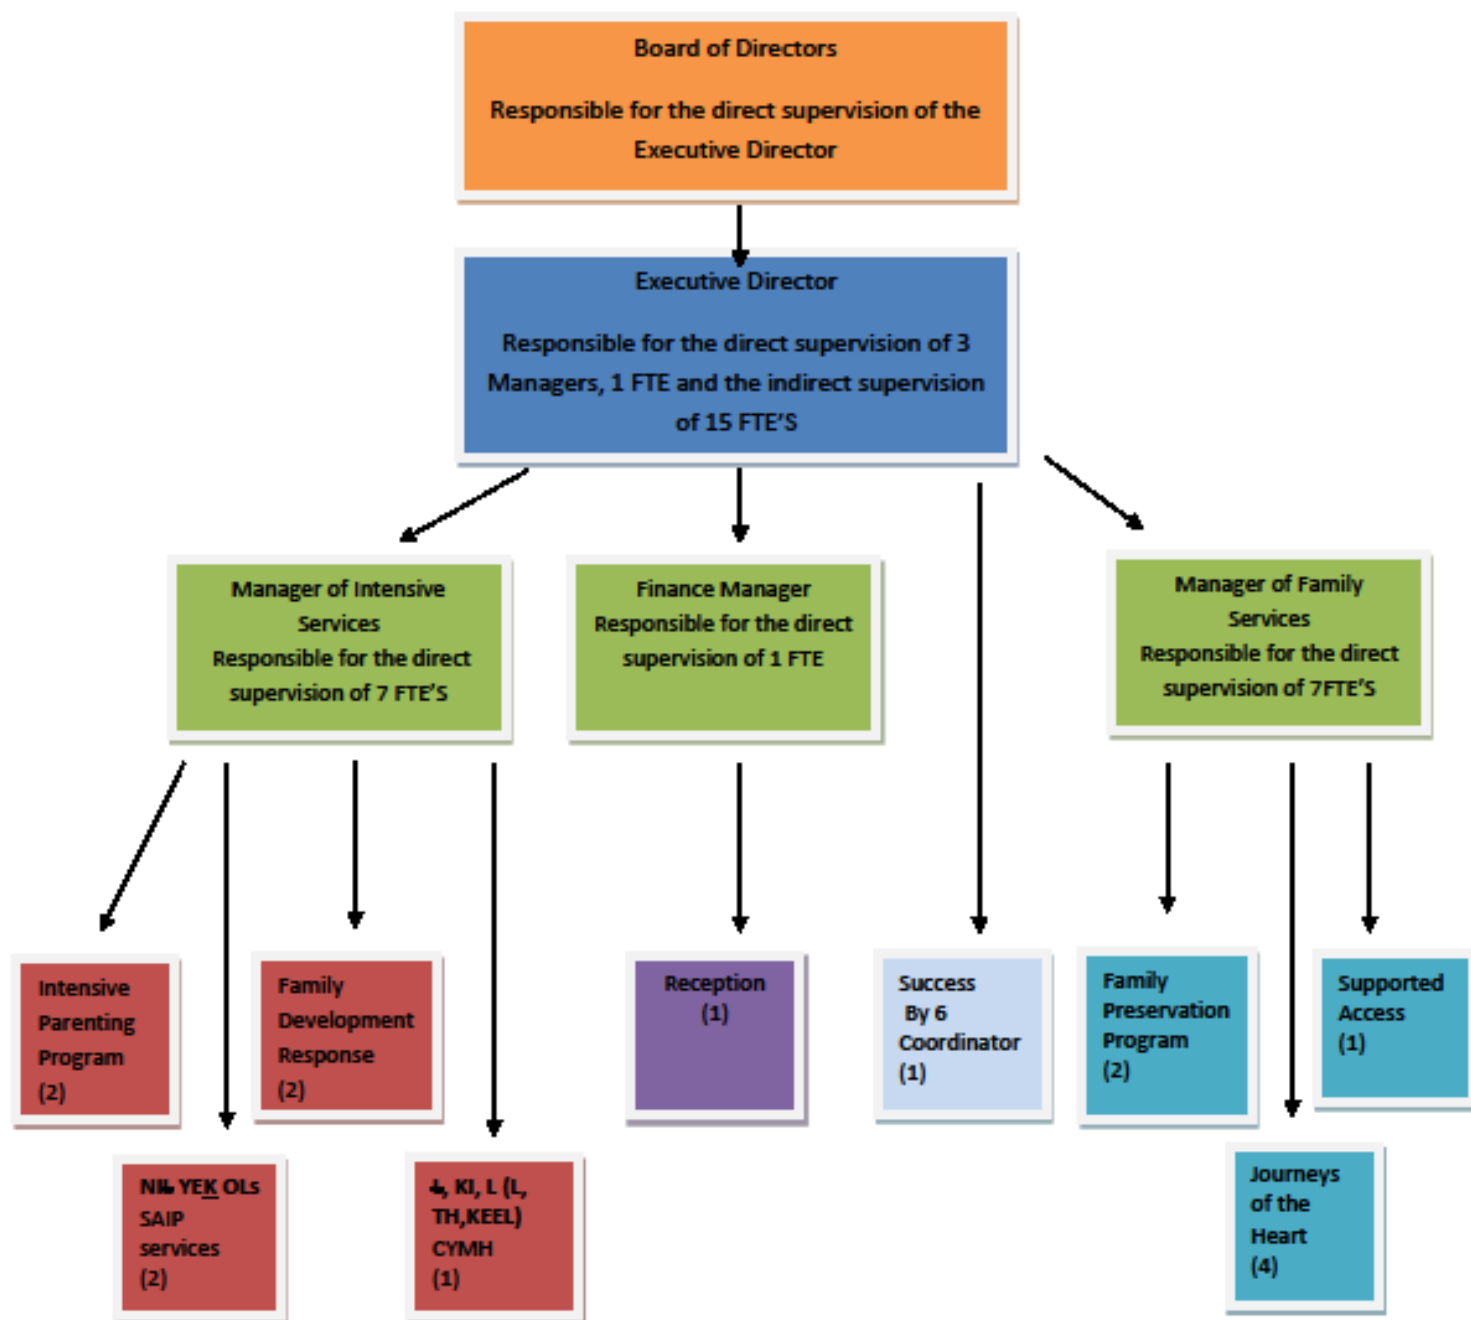 Board of Directors
Responsible for the direct supervision of the
Executive Director
Executive Director
Responsible for the direct supervision of 3
Managers, 1 FTE and the indirect supervision
of 15 FTE'S
Manager of Intensive
Services
Responsible for the direct
supervision of 7 FTE'S
Finance Manager
Responsible for the direct
supervision of 1 FTE
Manager of Family
Services
Responsible for the direct
supervision of 7FTE'S
Intensive
Parenting
Program
(2)
Family
Development
Response
(2)
Reception
(1)
Success
By 6
Coordinator
(1)
Family
Preservation
Program
(2)
Supported
Access
(1)
YEK OLs
SAIP
services
(2)
KI, L (L,
TH,KEEL)
CYMH
(1)
Journeys
of the
Heart
(4)